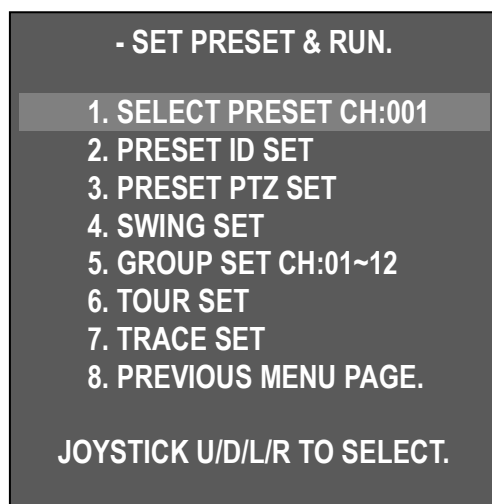 - SET PRESET & RUN.
1. SELECT PRESET CH:001
2. PRESET ID SET
3. PRESET PTZ SET
4. SWING SET
5. GROUP SET CH:01~12
6. TOUR SET
7. TRACE SET
8. PREVIOUS MENU PAGE.
JOYSTICK U/D/L/R TO SELECT.